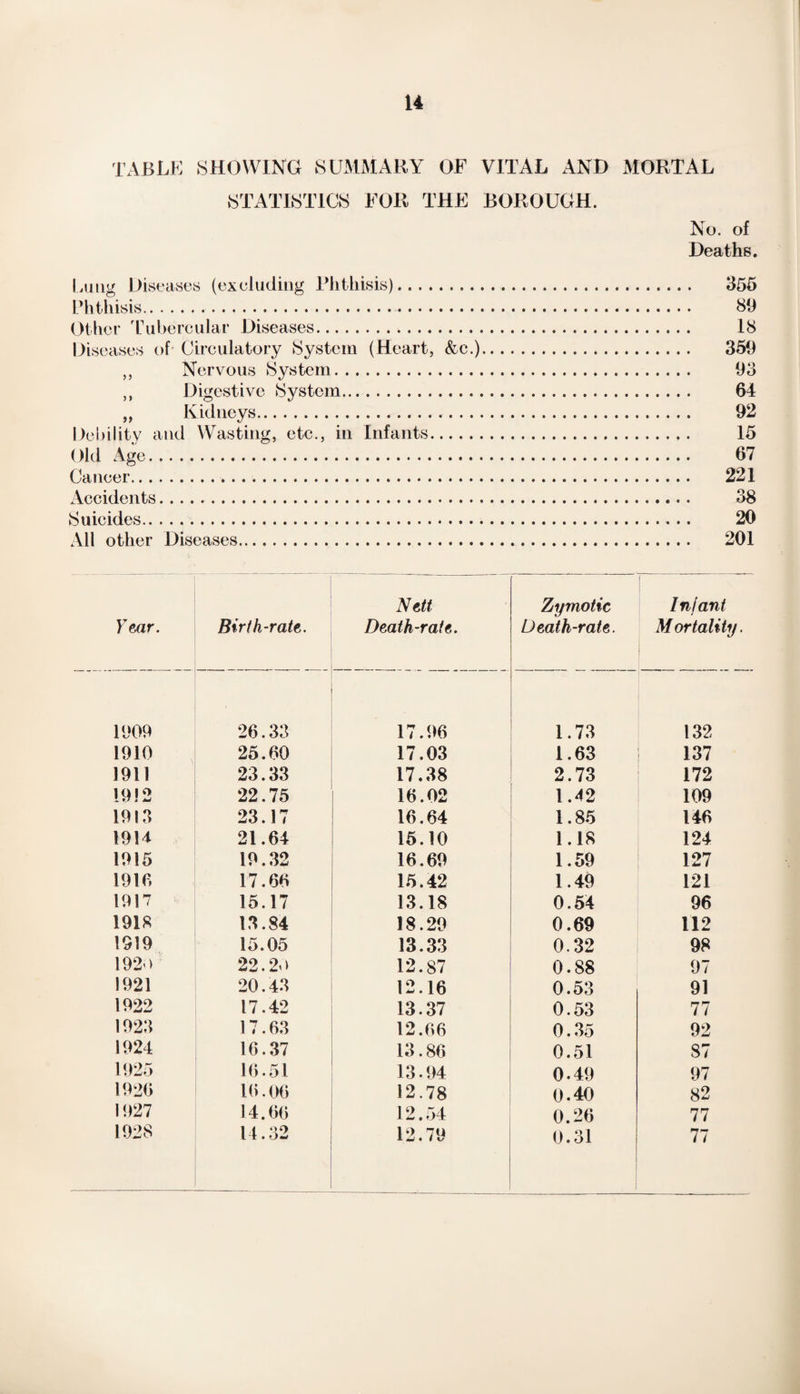 14
TABLE SHOWING SUMMARY OF VITAL AND MORTAL
STATISTICS FOR THE BOROUGH.
No. of
Deaths.
Lung Diseases (excluding Phthisis) 355
Phthisis 89
Other Tubercular Diseases 18
Diseases of Circulatory System (Heart, &c.) 359
,, Nervous System 93
,, Digestive System 64
,, Kidneys 92
Debility and Wasting, etc., in Infants 15
Old Age 67
Cancer 221
Accidents 38
Suicides 20
All other Diseases 201
Year. Birth-rate. Nett Death-rate. Zymotic Death-rate. Infant Mortality.
1909 26.33 17.96 1.73 132
1910 25.60 17.03 1.63 137
1911 23.33 17.38 2.73 172
1912 22.75 16.02 1.42 109
1913 23.17 16.64 1.85 146
1914 21.64 15.10 1.18 124
1915 19.32 16.69 1.59 127
1916 17.66 15.42 1.49 121
1917 15.17 13.18 0.54 96
1918 13.84 18.29 0.69 112
1919 15.05 13.33 0.32 98
1920 22.20 12.87 0.88 97
1921 20.43 12.16 0.53 91
1922 17.42 13.37 0.53 77
1923 17.63 12.66 0.35 92
1924 16.37 13.86 0.51 87
1925 16.51 13.94 0.49 97
1926 16.06 12.78 0.40 82
1927 14.66 12.54 0.26 77
1928 14.32 12.79 0.31 77